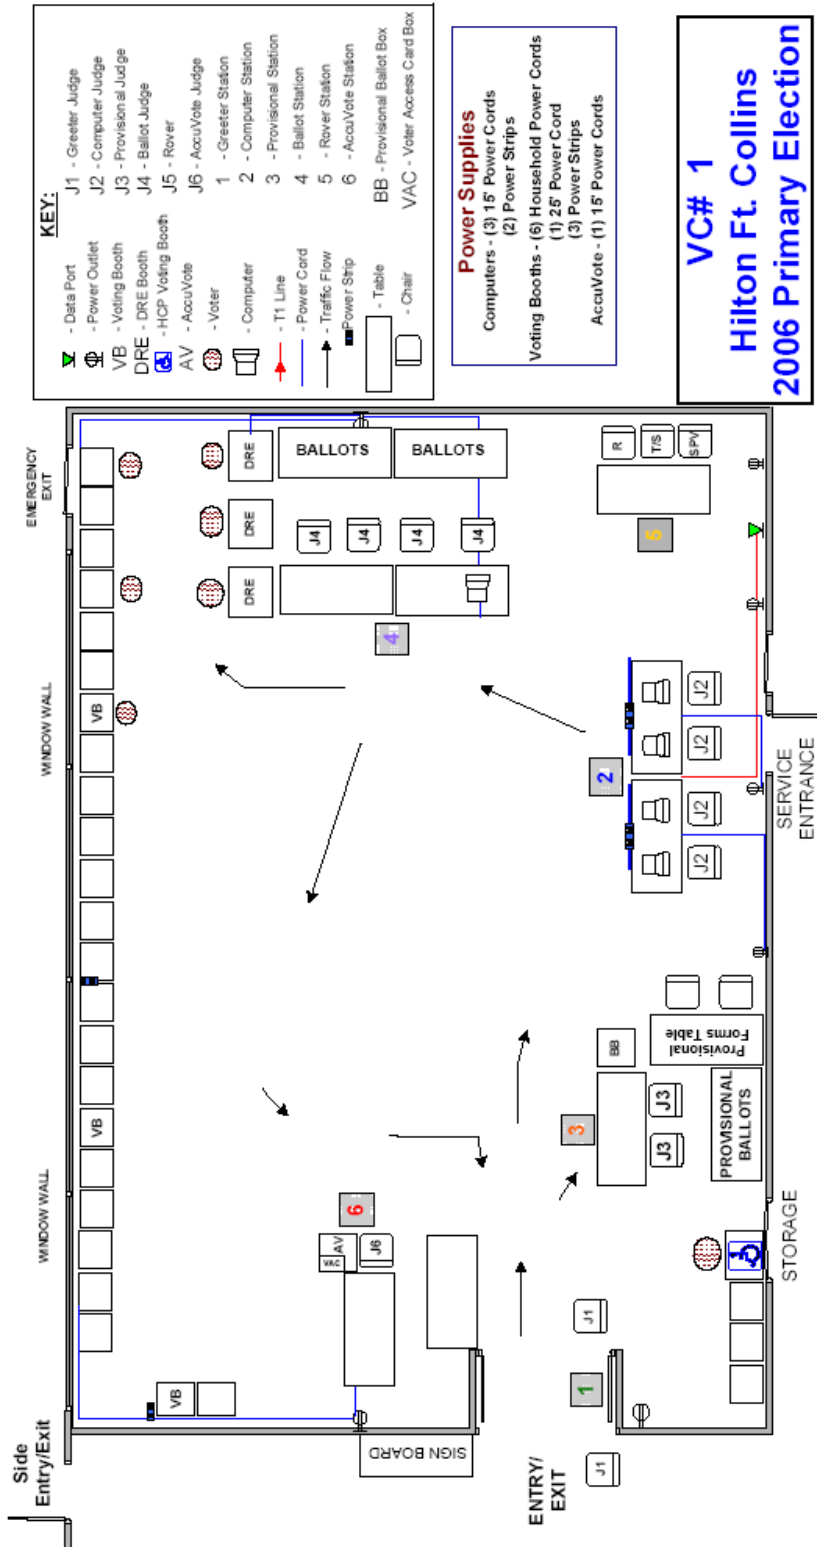 KEY:
- Data Port
- Power Outlet
VB - Voting Booth
DRE - DRE Booth
- HCP Voting Booth
AV - AccuVote
- Voter
- Computer
- T1 Line
- Power Cord
- Traffic Flow
- Power Strip
- Table
- Chair
J1 - Greeter Judge
J2 - Computer Judge
J3 - Provisional Judge
J4 - Ballot Judge
J5 - Rover
J6 - AccuVote Judge
1 - Greeter Station
2 - Computer Station
3 - Provisional Station
4 - Ballot Station
5 - Rover Station
6 - AccuVote Station
BB - Provisional Ballot Box
VAC - Voter Access Card Box
Power Supplies
Computers - (3) 15' Power Cords
(2) Power Strips
Voting Booths - (6) Household Power Cords
(1) 25' Power Cord
(3) Power Strips
AccuVote - (1) 15' Power Cords
VC# 1
Hilton Ft. Collins
2006 Primary Election
Side
Entry/Exit
WINDOW WALL
WINDOW WALL
EMERGENCY
EXIT
VB
VB
VB
DRE
DRE
DRE
BALLOTS
BALLOTS
J4
J4
J4
J4
4
R
T/S
SPV
5
2
J2
J2
J2
J2
SERVICE
ENTRANCE
Provisional
Forms Table
BB
3
J3
J3
PROVISIONAL
BALLOTS
STORAGE
6
AV
VAC
J6
J1
1
J1
SIGN BOARD
ENTRY/
EXIT